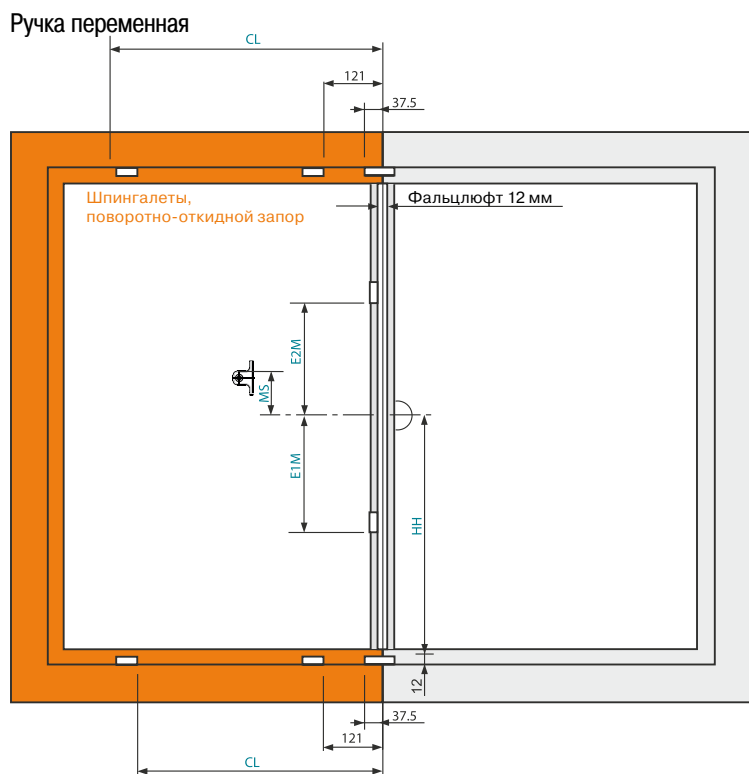 Ручка переменная
CL
121
37.5
Шпингалеты,
поворотно-откидной запор
Фальцлюфт 12 мм
E2M
MS
E1M
HH
12
37.5
121
CL